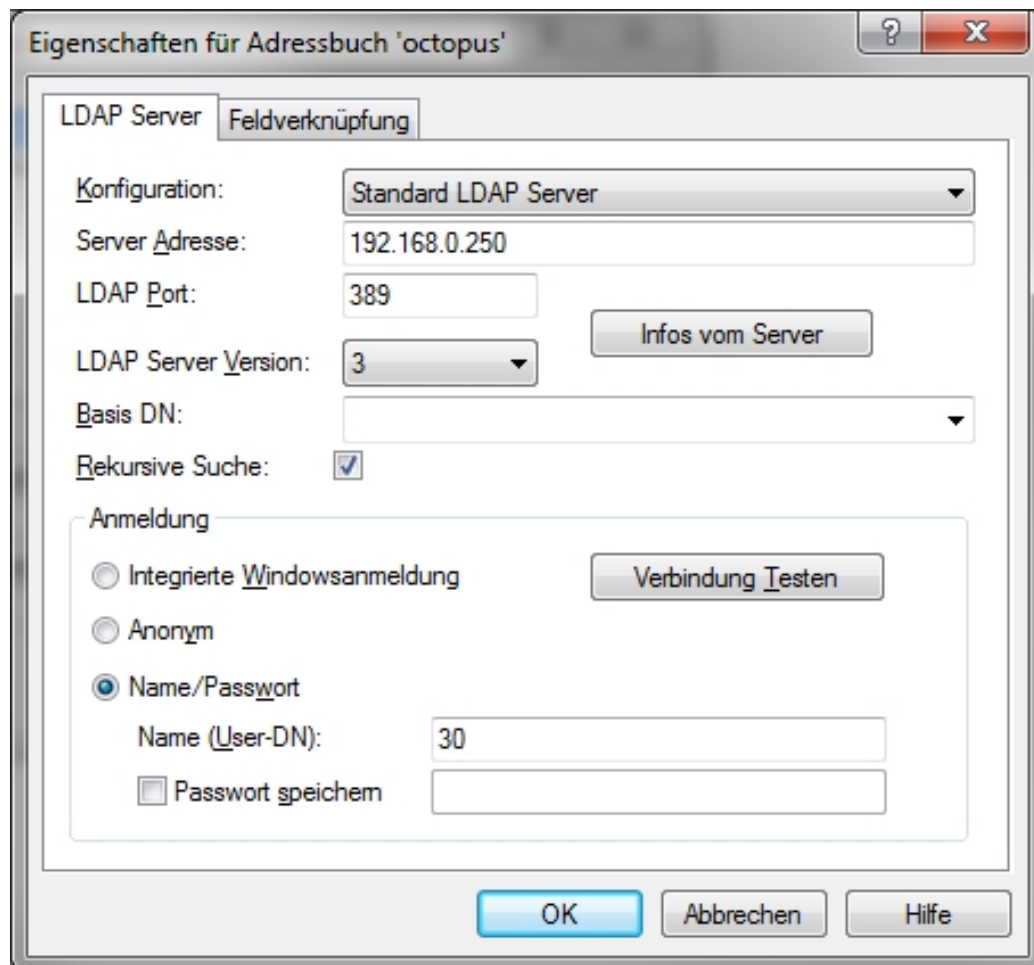 Eigenschaften für Adressbuch 'octopus'
LDAP Server Feldverknüpfung
Konfiguration: Standard LDAP Server
Server Adresse: 192.168.0.250
LDAP Port: 389
Infos vom Server
LDAP Server Version: 3
Basis DN:
Rekursive Suche:
Anmeldung
Integrierte Windowsanmeldung Verbindung Testen
Anonym
Name/Passwort
Name (User-DN): 30
Passwort speichern
OK Abbrechen Hilfe